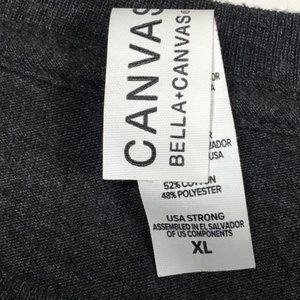 CANVAS
BELLA+CANVAS®
SALVADOR
USA
52% COTTON
48% POLYESTER
USA STRONG
ASSEMBLED IN EL SALVADOR
OF US COMPONENTS
XL